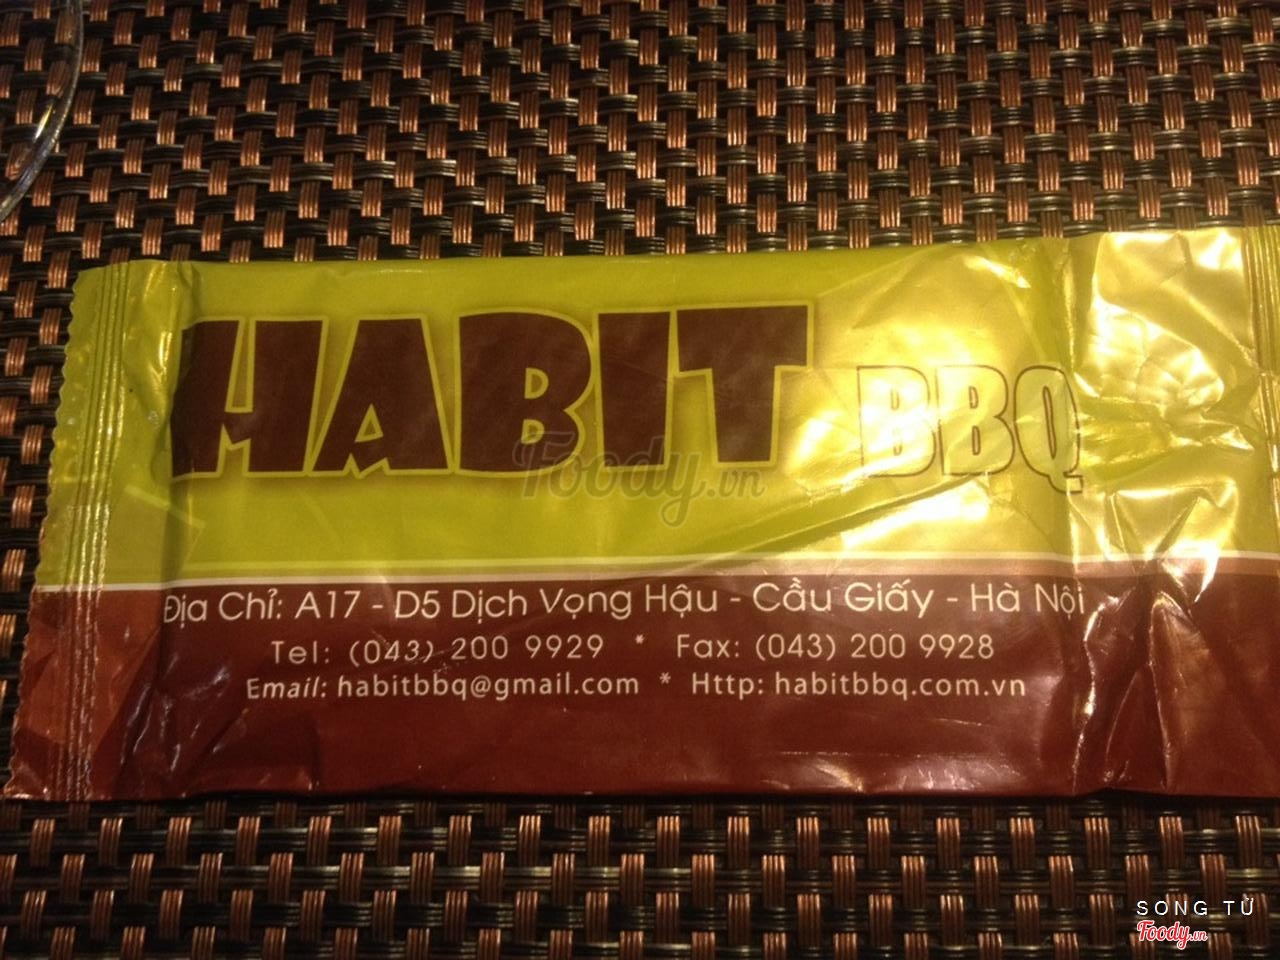 HABIT BBQ
Foody.vn
Địa Chỉ: A17 - D5 Dịch Vọng Hậu - Cầu Giấy - Hà Nội
Tel: (043) 200 9929 * Fax: (043) 200 9928
Email: habitbbq@gmail.com * Http: habitbbq.com.vn
SONG TỬ
Foody.vn